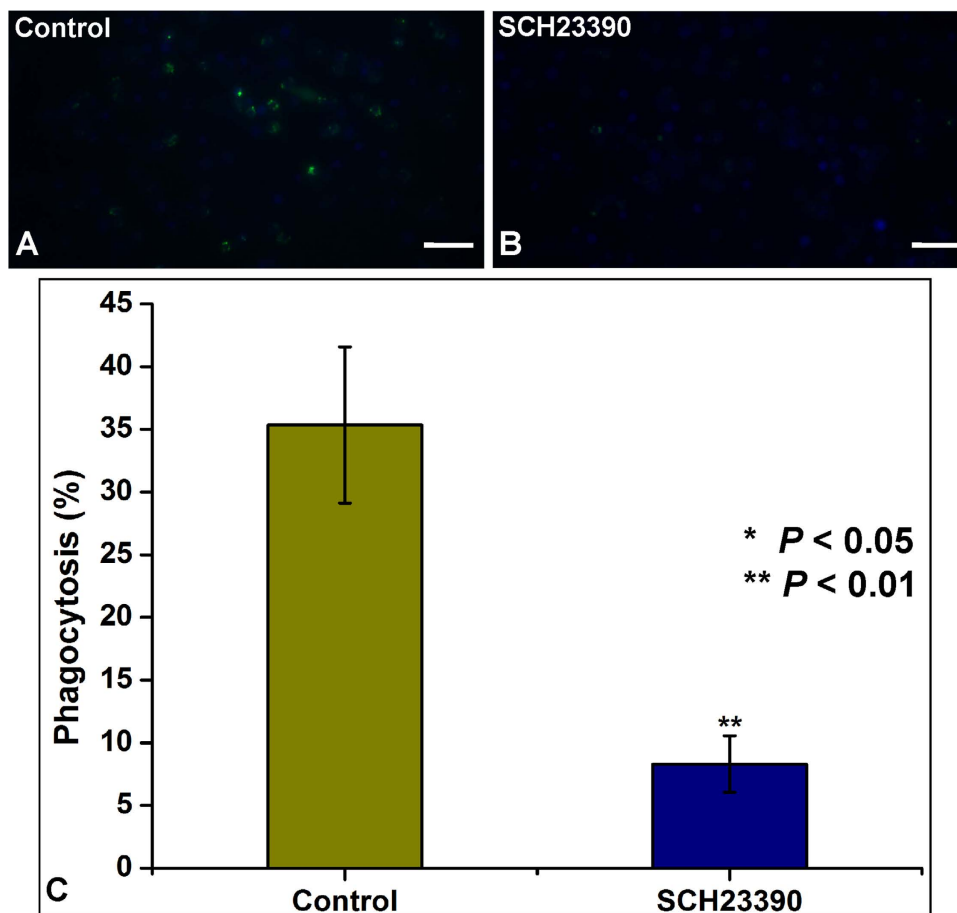 Control
SCH23390
A
B
45
40
35
30
25
20
15
10
5
0
Phagocytosis (%)
* P < 0.05
** P < 0.01
**
C
Control
SCH23390